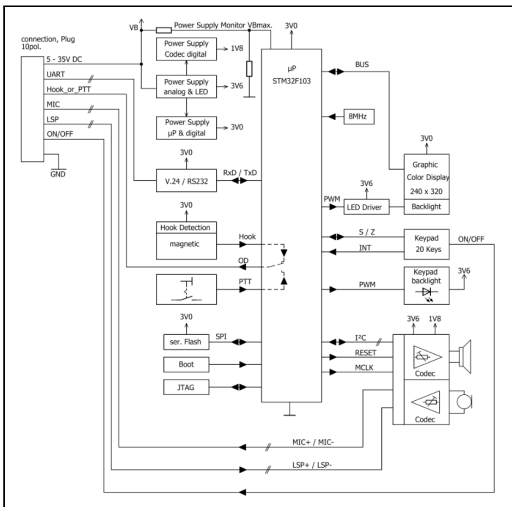 VB
Power Supply Monitor VBmax.
3V0
connection, Plug
10pol.
5 - 35V DC
UART
Hook_or_PTT
MIC
LSP
ON/OFF
GND
Power Supply
Codec digital
1V8
Power Supply
analog & LED
3V6
Power Supply
µP & digital
3V0
µP
STM32F103
BUS
8MHz
3V0
V.24 / RS232
RxD / TxD
3V0
Graphic
Color Display
240 x 320
Backlight
3V6
PWM
LED Driver
3V0
Hook Detection
magnetic
Hook
OD
PTT
S / Z
INT
Keypad
20 Keys
ON/OFF
PWM
Keypad
backlight
3V6
3V0
ser. Flash
SPI
Boot
JTAG
I²C
RESET
MCLK
3V6
1V8
Codec
Codec
MIC+ / MIC-
LSP+ / LSP-